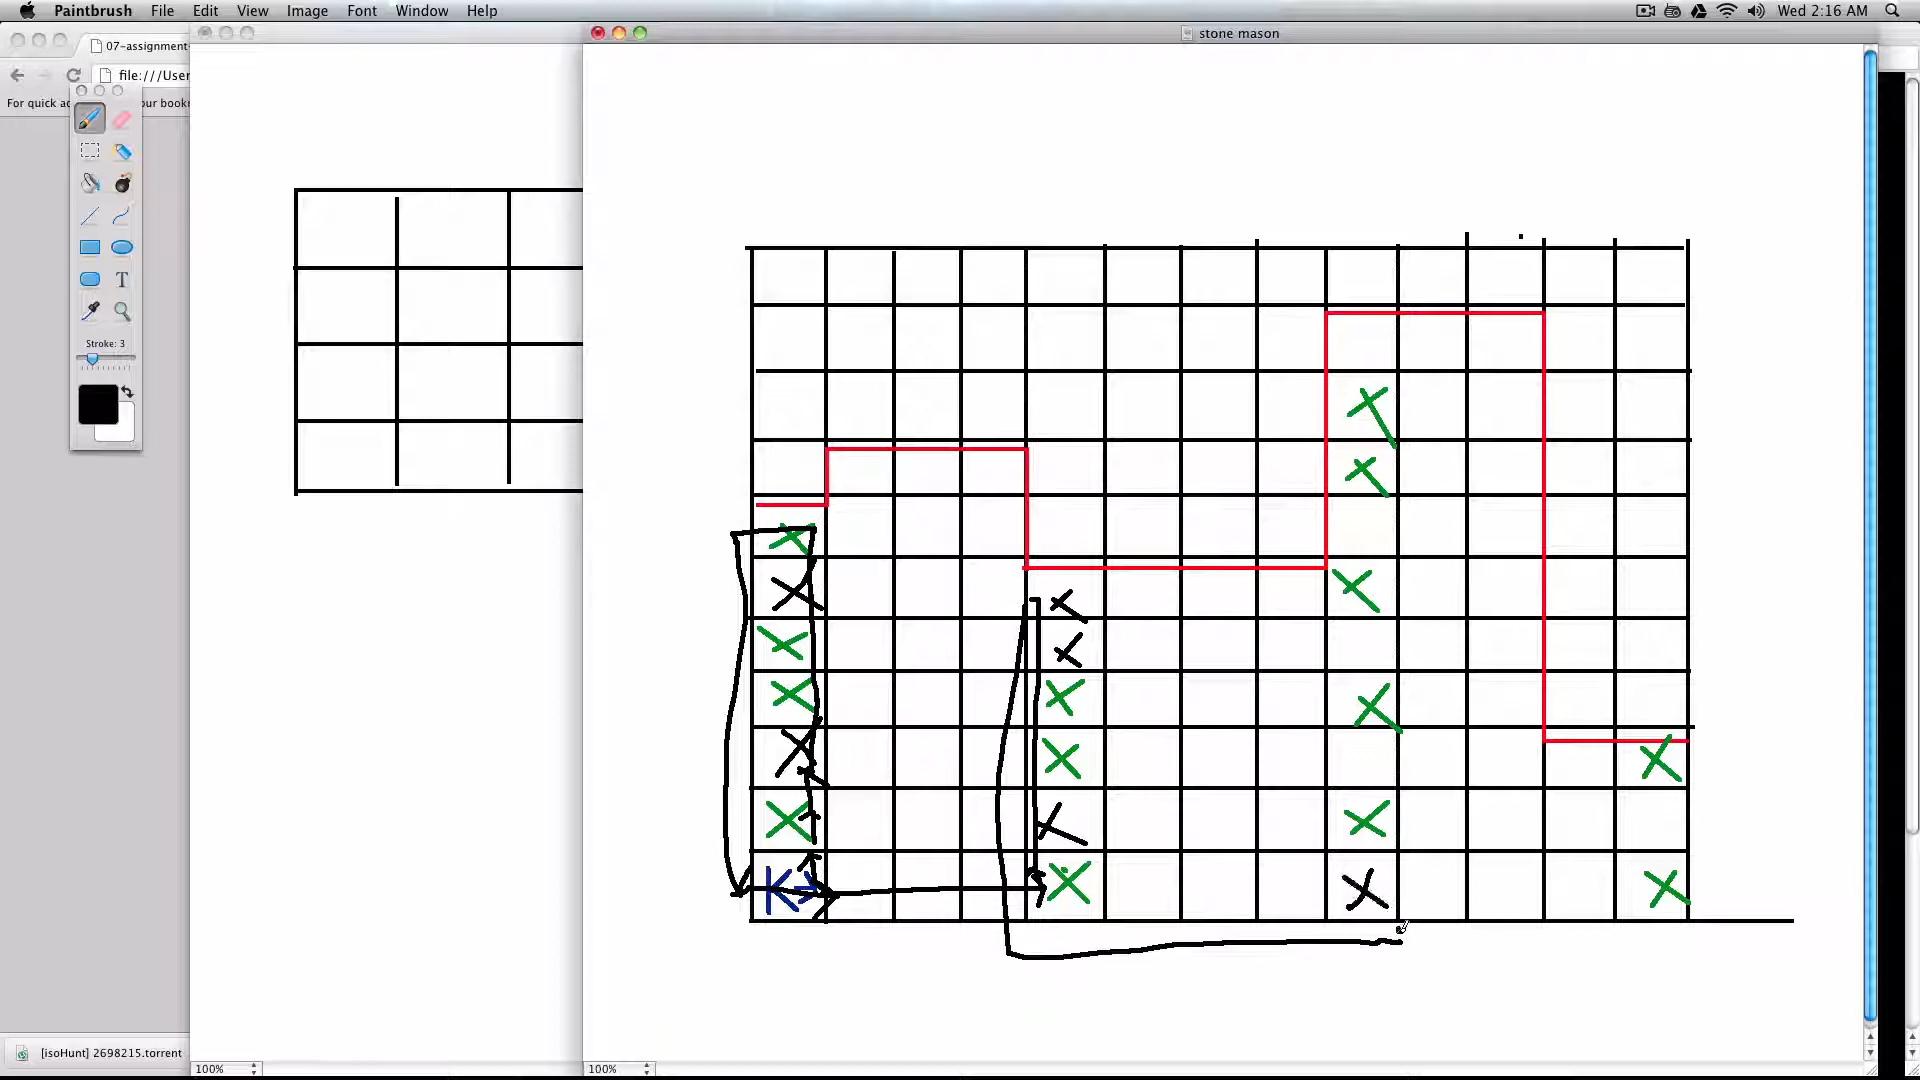 Paintbrush File Edit View Image Font Window Help Wed 2:16 AM
stone mason
07-assignment-
file:///User
For quick ac our bookr
T
Stroke: 3
K
[isoHunt] 2698215.torrent
100%
100%